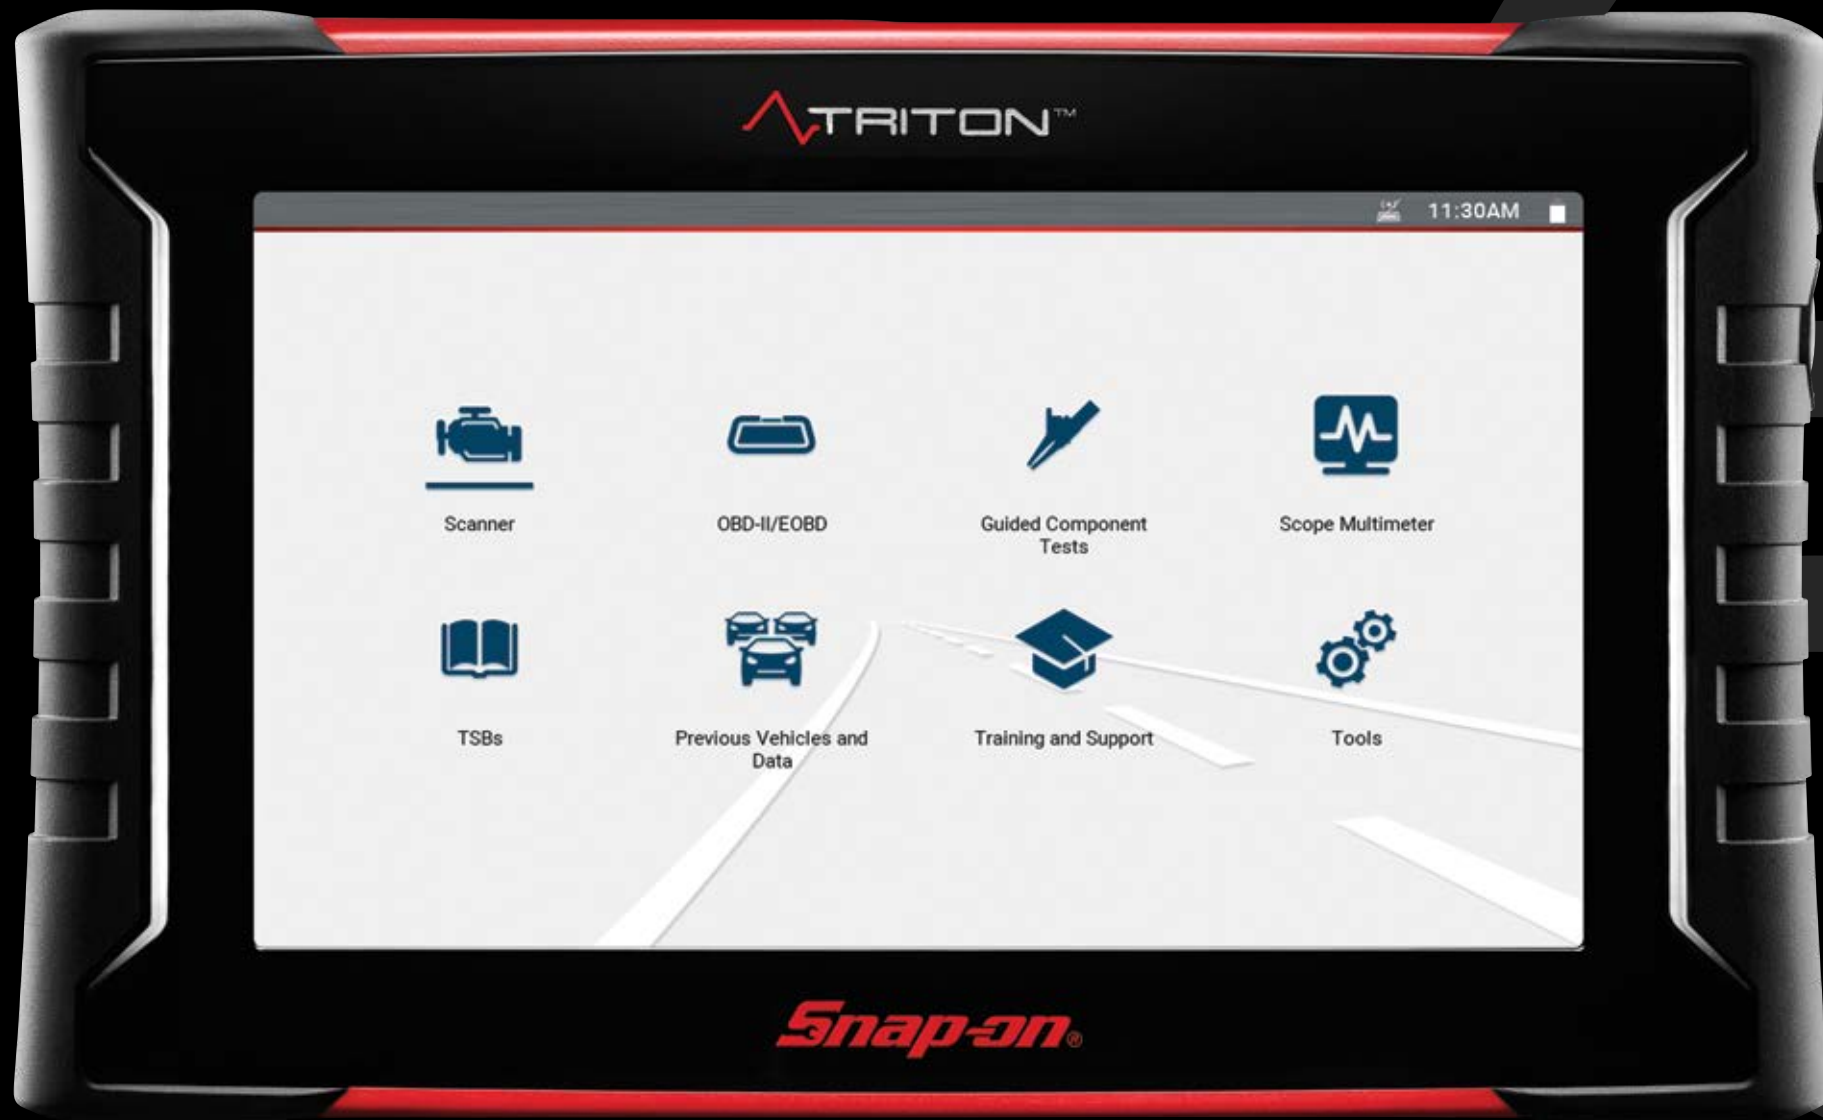 TRITON™
11:30AM
Scanner
OBD-II/EOBD
Guided Component
Tests
Scope Multimeter
TSBs
Previous Vehicles and
Data
Training and Support
Tools
Snap-on®